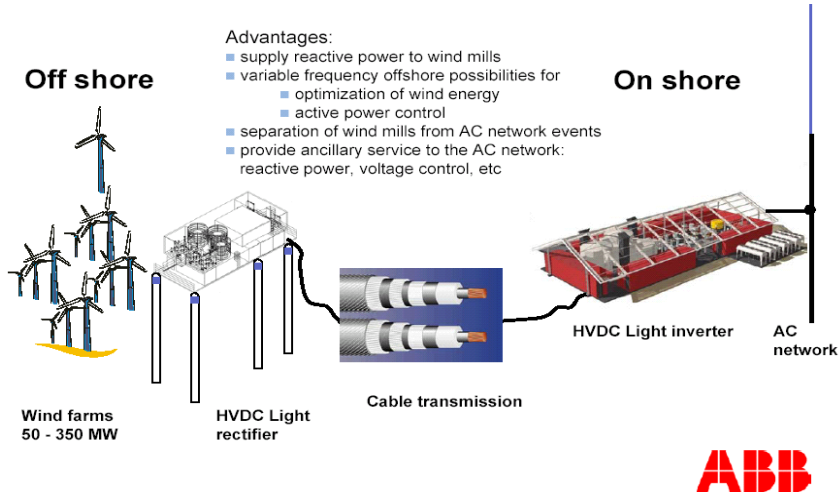 Advantages:
supply reactive power to wind mills
variable frequency offshore possibilities for
optimization of wind energy
active power control
separation of wind mills from AC network events
provide ancillary service to the AC network:
reactive power, voltage control, etc
Off shore
On shore
HVDC Light inverter
AC
network
Cable transmission
Wind farms
50 - 350 MW
HVDC Light
rectifier
ABB